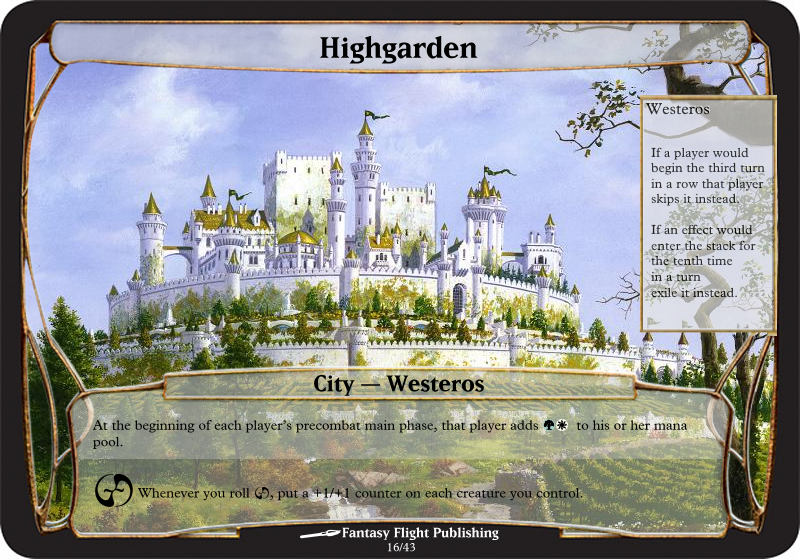 Highgarden
Westeros
If a player would
begin the third turn
in a row that player
skips it instead.
If an effect would
enter the stack for
the tenth time
in a turn
exile it instead.
City — Westeros
At the beginning of each player's precombat main phase, that player adds to his or her mana
pool.
Whenever you roll , put a +1/+1 counter on each creature you control.
Fantasy Flight Publishing
16/43